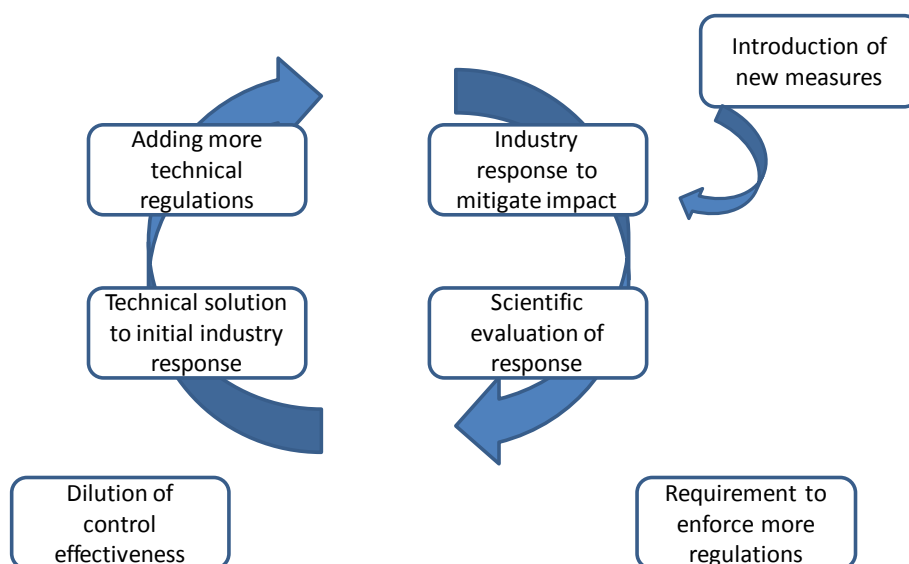 Introduction of
new measures
Adding more
technical
regulations
Industry
response to
mitigate impact
Technical solution
to initial industry
response
Scientific
evaluation of
response
Dilution of
control
effectiveness
Requirement to
enforce more
regulations